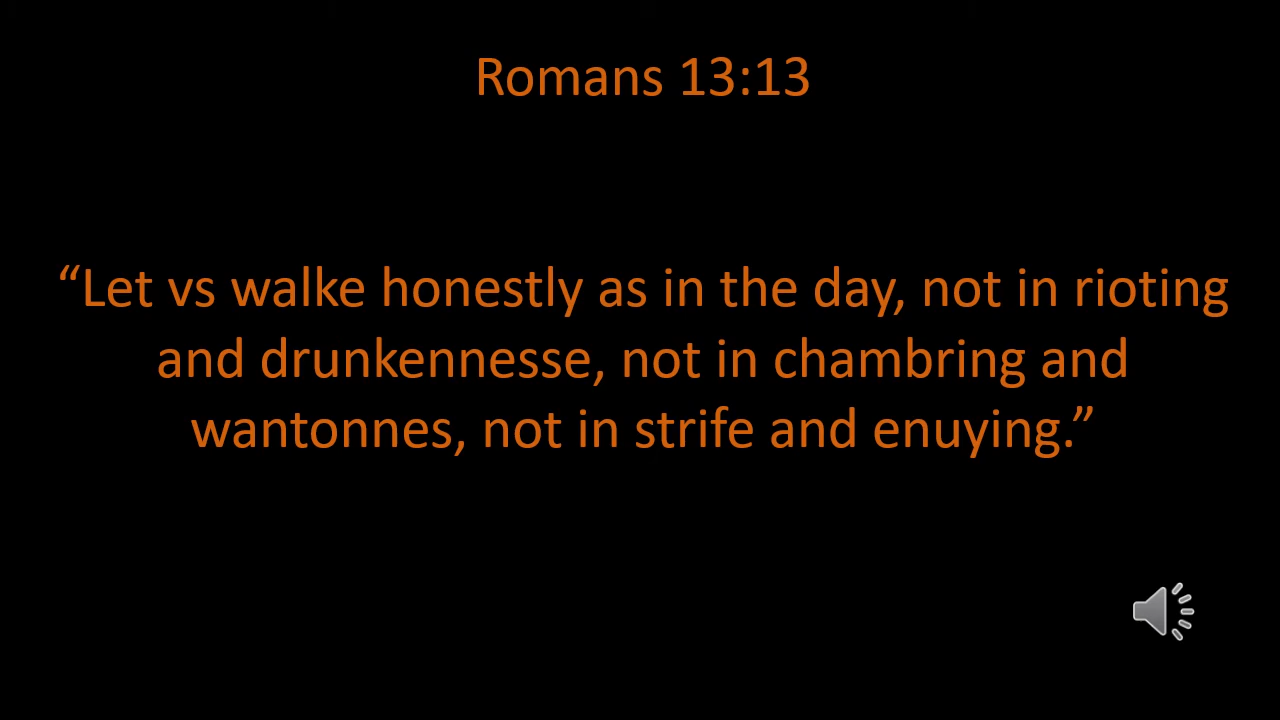 Romans 13:13
“Let vs walke honestly as in the day, not in rioting
and drunkennesse, not in chambring and
wantonnes, not in strife and enuying.”